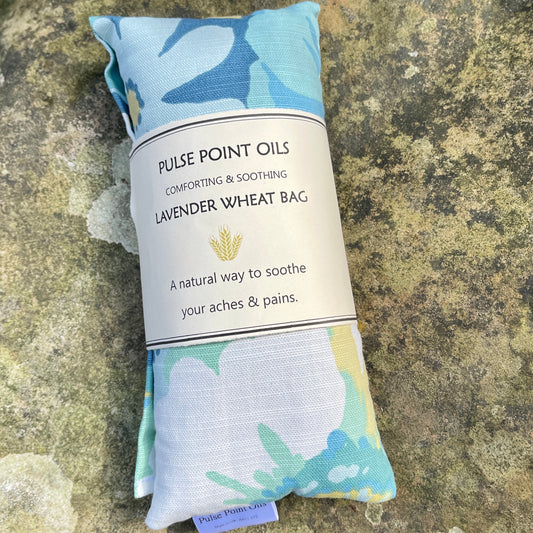 PULSE POINT OILS
COMFORTING & SOOTHING
LAVENDER WHEAT BAG
A natural way to soothe
your aches & pains.
Pulse Point Oils